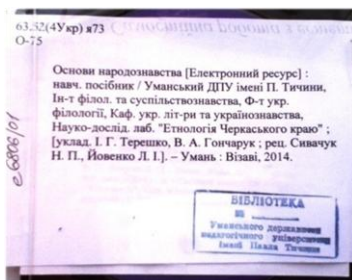 63.52(4Укр) я73
О-75
Основи народознавства [Електронний ресурс] :
навч. посібник / Уманський ДПУ імені П. Тичини,
Ін-т філол. та суспільствознавства, Ф-т укр.
філології, Каф. укр. літ-ри та українознавства,
Науко-дослід. лаб. "Етнологія Черкаського краю" ;
[уклад. І. Г. Терешко, В. А. Гончарук ; рец. Сивачук
Н. П., Йовенко Л. І.]. – Умань : Візаві, 2014.
е6806/01
БІБЛІОТЕКА
Уманського державного
педагогічного університету
імені Павла Тичини